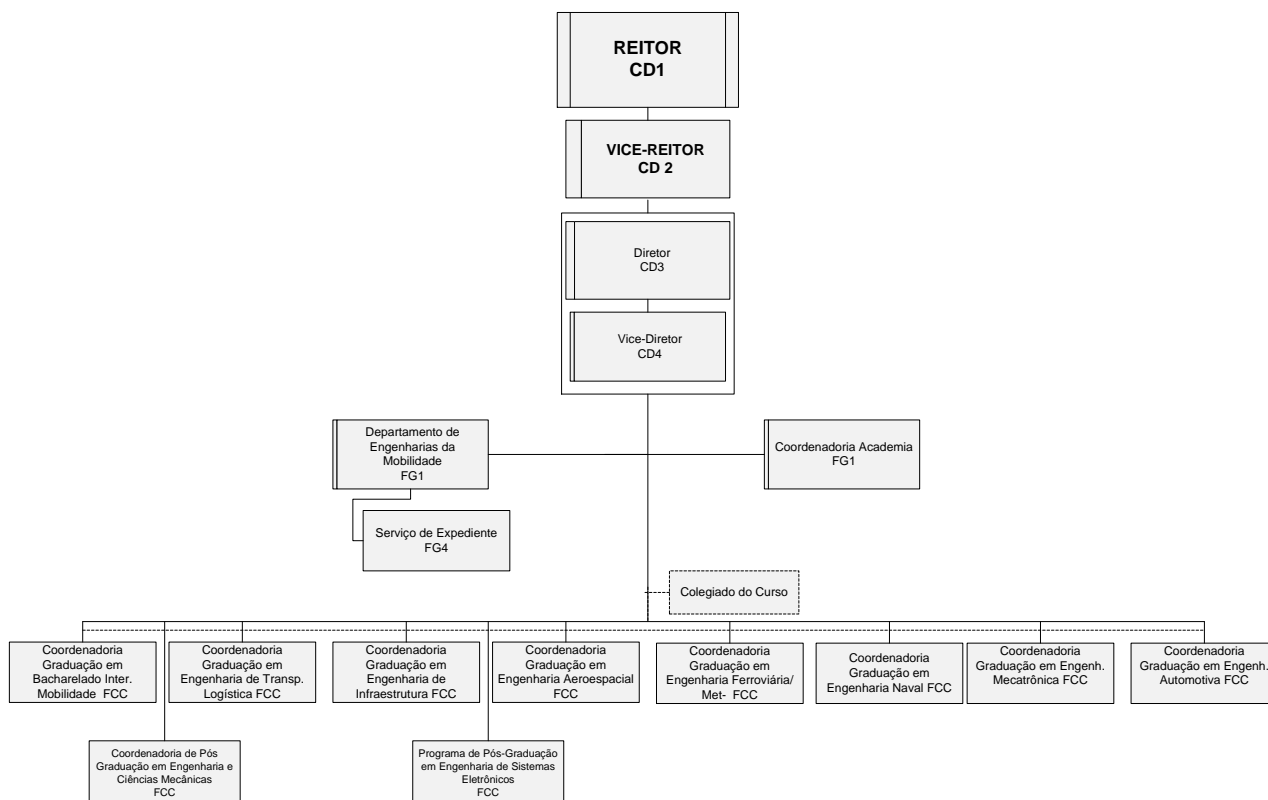 REITOR
CD1
VICE-REITOR
CD 2
Diretor
CD3
Vice-Diretor
CD4
Departamento de
Engenharias da
Mobilidade
FG1
Coordenadoria Academia
FG1
Serviço de Expediente
FG4
Colegiado do Curso
Coordenadoria
Graduação em
Bacharelado Inter.
Mobilidade FCC
Coordenadoria
Graduação em
Engenharia de Transp.
Logística FCC
Coordenadoria
Graduação em
Engenharia de
Infraestrutura FCC
Coordenadoria
Graduação em
Engenharia Aeroespacial
FCC
Coordenadoria
Graduação em
Engenharia Ferroviária/
Met- FCC
Coordenadoria
Graduação em
Engenharia Naval FCC
Coordenadoria
Graduação em Engenh.
Mecatrônica FCC
Coordenadoria
Graduação em Engenh.
Automotiva FCC
Coordenadoria de Pós
Graduação em Engenharia e
Ciências Mecânicas
FCC
Programa de Pós-Graduação
em Engenharia de Sistemas
Eletrônicos
FCC